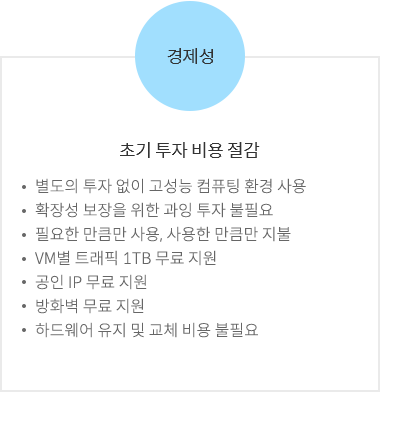 경제성
초기 투자 비용 절감
• 별도의 투자 없이 고성능 컴퓨팅 환경 사용
• 확장성 보장을 위한 과잉 투자 불필요
• 필요한 만큼만 사용, 사용한 만큼만 지불
• VM별 트래픽 1TB 무료 지원
• 공인 IP 무료 지원
• 방화벽 무료 지원
• 하드웨어 유지 및 교체 비용 불필요